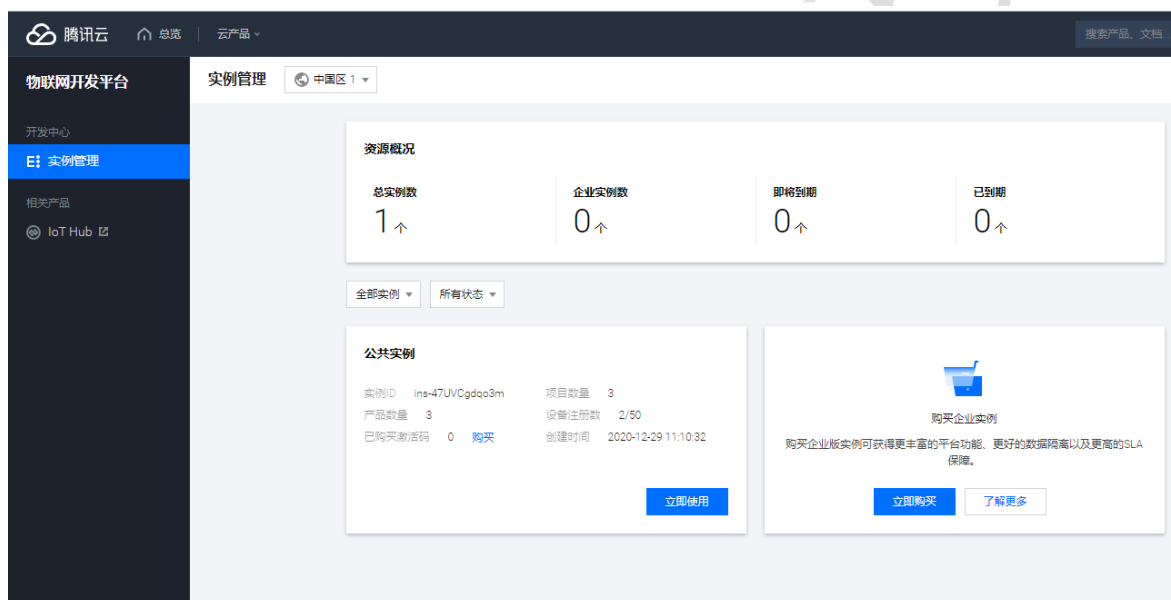 腾讯云 总览 云产品 搜索产品、文档...
物联网开发平台
实例管理 中国区 1
开发中心
实例管理
相关产品
IoT Hub
资源概况
总实例数 企业实例数 即将到期 已到期
1个 0个 0个 0个
全部实例 所有状态
公共实例
实例ID ins-47UVCgdqo3m 项目数量 3
产品数量 3 设备注册数 2/50
已购买激活码 0 购买 创建时间 2020-12-29 11:10:32
立即使用
购买企业实例
购买企业版实例可获得更丰富的平台功能、更好的数据隔离以及更高的SLA
保障。
立即购买 了解更多